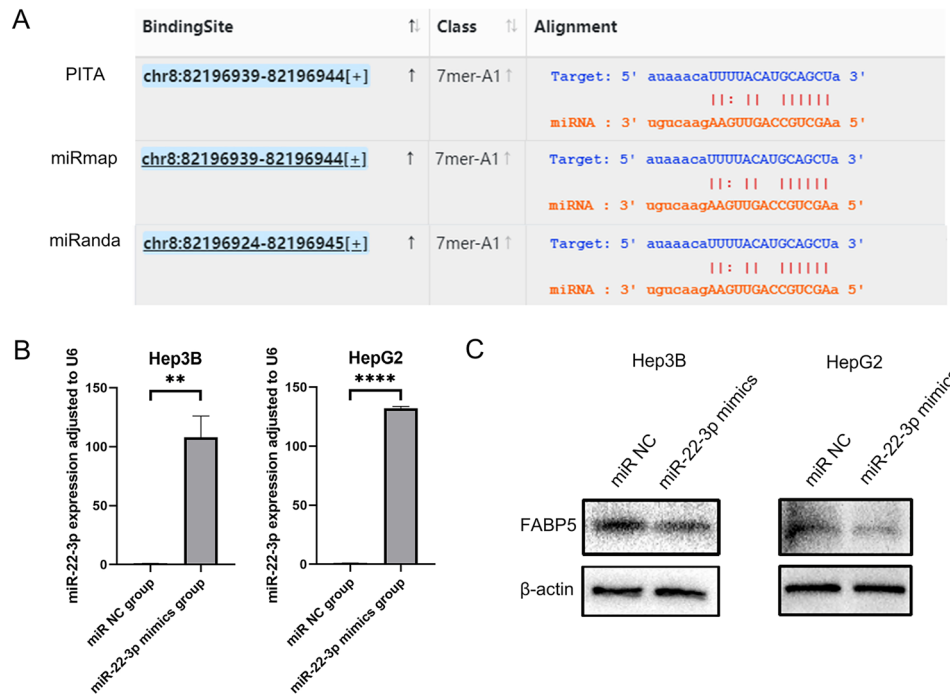 A
BindingSite ↑↓ Class ↑↓ Alignment
PITA
chr8:82196939-82196944[+] ↑ 7mer-A1 ↑
Target: 5' auaaacaUUUUACAUGCAGCUa 3'
||: || ||||||
miRNA : 3' ugucaagAAGUUGACCGUCGAa 5'
miRmap
chr8:82196939-82196944[+] ↑ 7mer-A1 ↑
Target: 5' auaaacaUUUUACAUGCAGCUa 3'
||: || ||||||
miRNA : 3' ugucaagAAGUUGACCGUCGAa 5'
miRanda
chr8:82196924-82196945[+] ↑ 7mer-A1 ↑
Target: 5' auaaacaUUUUACAUGCAGCUa 3'
||: || ||||||
miRNA : 3' ugucaagAAGUUGACCGUCGAa 5'
B
miR-22-3p expression adjusted to U6
Hep3B
**
150
100
50
0
miR NC group
miR-22-3p mimics group
miR-22-3p expression adjusted to U6
HepG2
****
150
100
50
0
miR NC group
miR-22-3p mimics group
C
Hep3B
HepG2
miR NC
miR-22-3p mimics
miR NC
miR-22-3p mimics
FABP5
β-actin